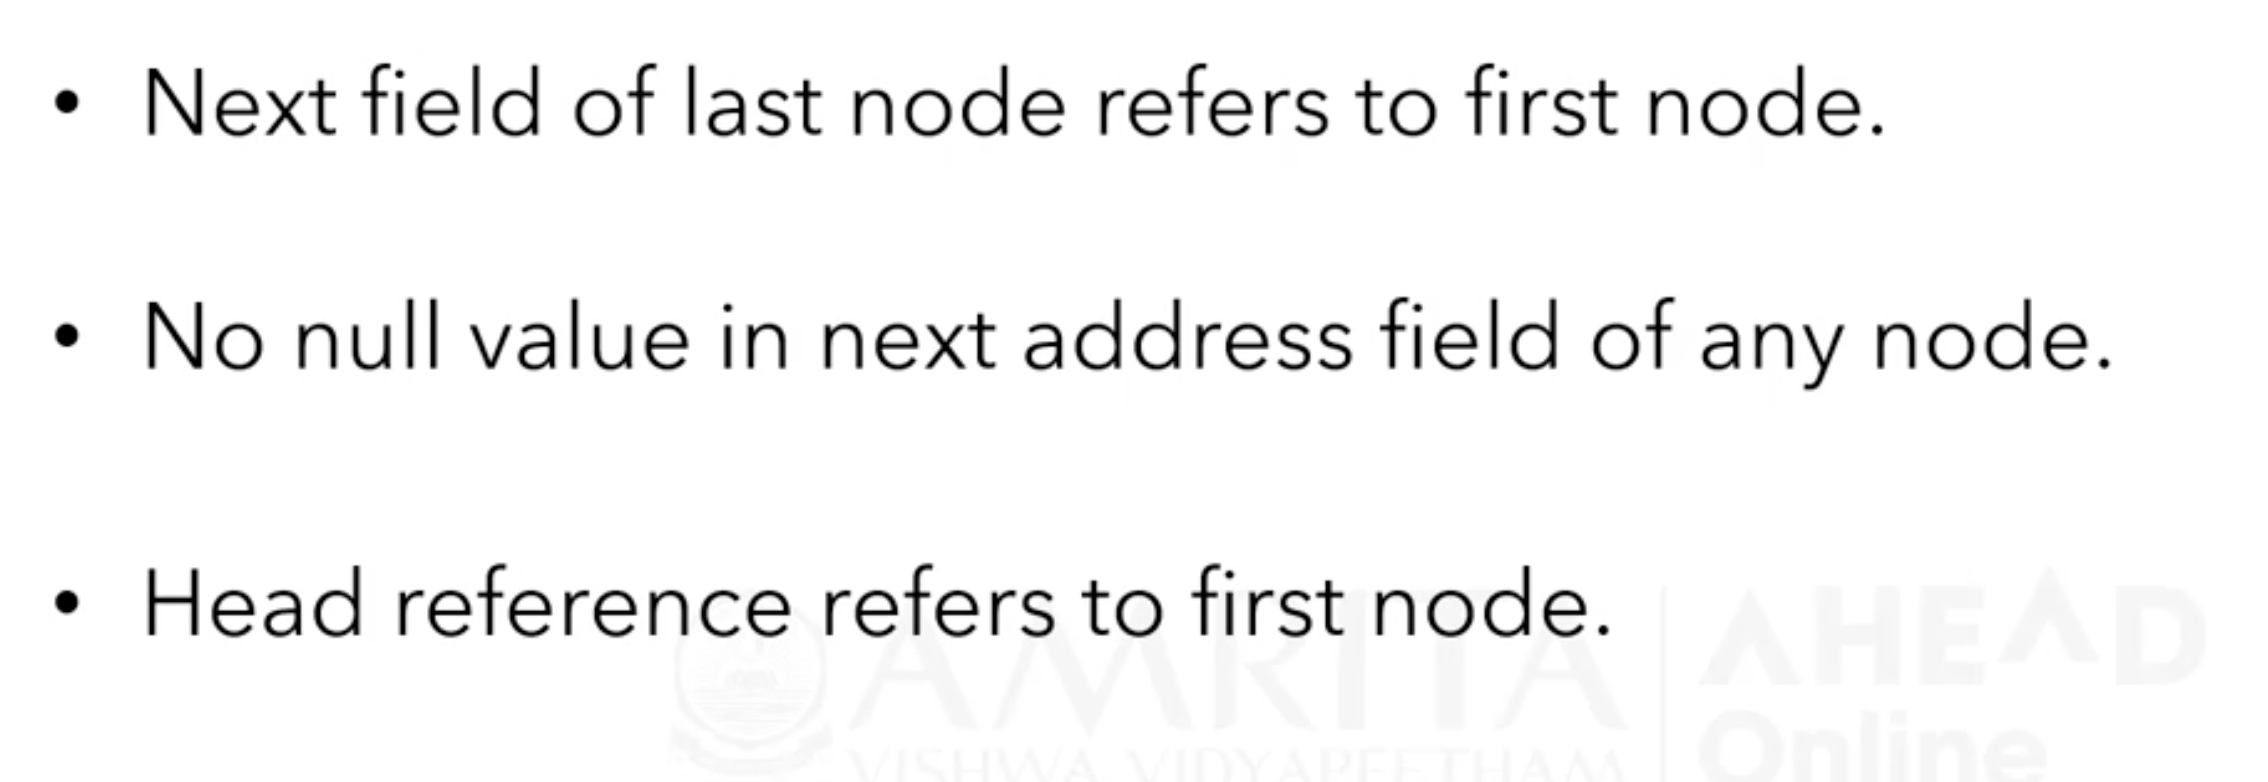 • Next field of last node refers to first node.
• No null value in next address field of any node.
• Head reference refers to first node.
AMRITA
VISHWA VIDYAPEETHAM
AHEAD
Online